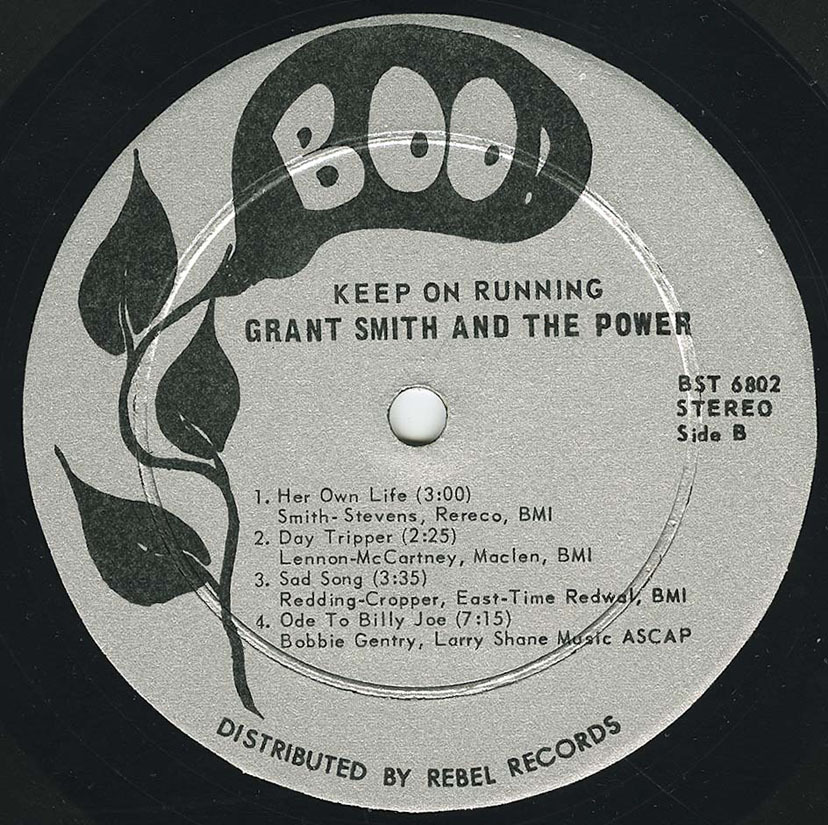 BOO!
KEEP ON RUNNING
GRANT SMITH AND THE POWER
BST 6802
STEREO
Side B
1. Her Own Life (3:00)
Smith-Stevens, Rereco, BMI
2. Day Tripper (2:25)
Lennon-McCartney, Maclen, BMI
3. Sad Song (3:35)
Redding-Cropper, East-Time Redwal, BMI
4. Ode To Billy Joe (7:15)
Bobbie Gentry, Larry Shane Music ASCAP
DISTRIBUTED BY REBEL RECORDS